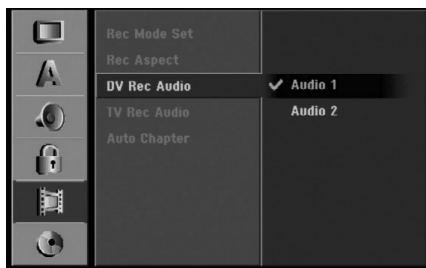 A
Rec Mode Set
Rec Aspect
DV Rec Audio
TV Rec Audio
Auto Chapter
✔ Audio 1
Audio 2